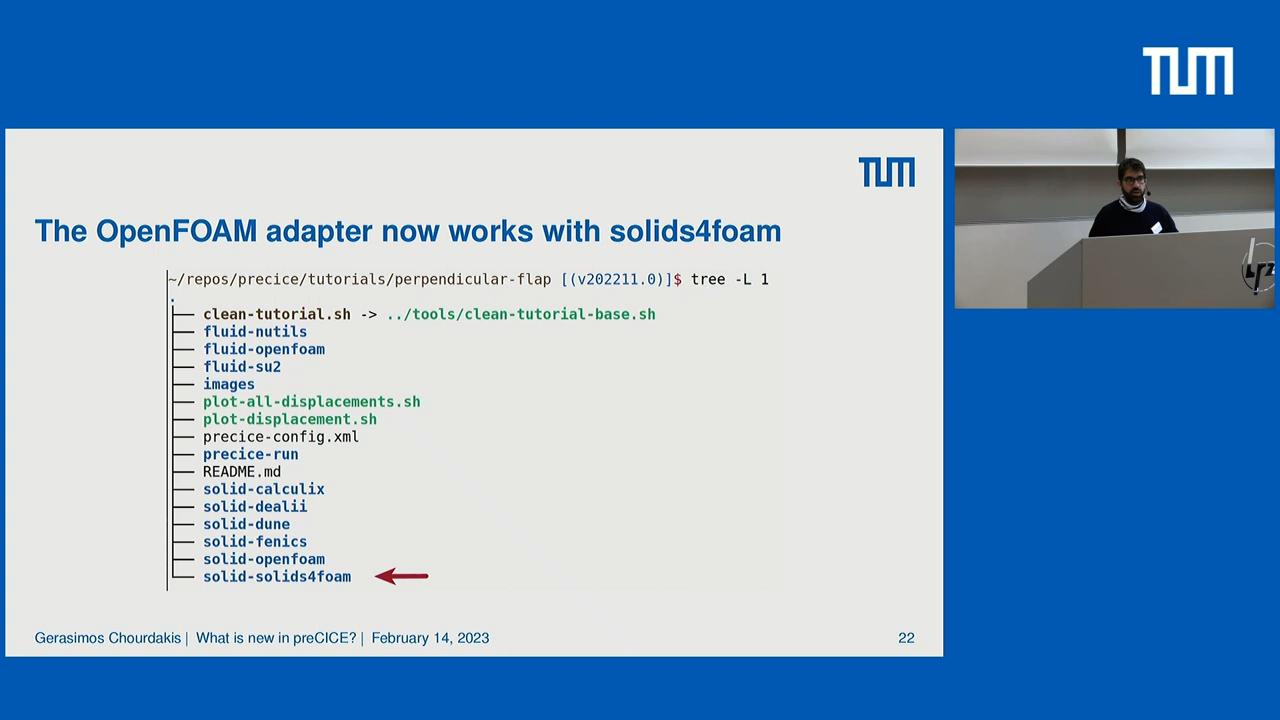 TUM
TUM
The OpenFOAM adapter now works with solids4foam
~/repos/precice/tutorials/perpendicular-flap [(v202211.0)]$ tree -L 1
.
├── clean-tutorial.sh -> ../tools/clean-tutorial-base.sh
├── fluid-nutils
├── fluid-openfoam
├── fluid-su2
├── images
├── plot-all-displacements.sh
├── plot-displacement.sh
├── precice-config.xml
├── precice-run
├── README.md
├── solid-calculix
├── solid-dealii
├── solid-dune
├── solid-fenics
├── solid-openfoam
└── solid-solids4foam
Gerasimos Chourdakis | What is new in preCICE? | February 14, 2023
22